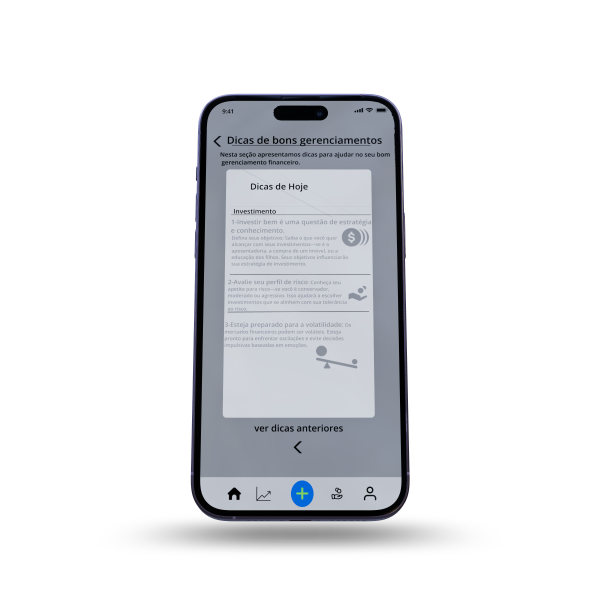 9:41
Dicas de bons gerenciamentos
Nesta seção apresentamos dicas para ajudar no seu bom
gerenciamento financeiro.
Dicas de Hoje
Investimento
1-Investir bem é uma questão de estratégia
e conhecimento.
Defina seus objetivos: Saiba o que você quer
alcançar com seus investimentos—se é a
aposentadoria, a compra de um imóvel, ou a
educação dos filhos. Seus objetivos influenciarão
sua estratégia de investimento.
2-Avalie seu perfil de risco: Conheça seu
apetite para risco—se você é conservador,
moderado ou agressivo. Isso ajudará a escolher
investimentos que se alinhem com sua tolerância
ao risco.
3-Esteja preparado para a volatilidade: Os
mercados financeiros podem ser voláteis. Esteja
pronto para enfrentar oscilações e evite decisões
impulsivas baseadas em emoções.
ver dicas anteriores